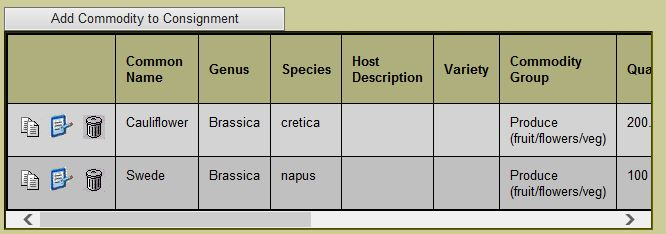 Add Commodity to Consignment
Common Name Genus Species Host Description Variety Commodity Group Qua
Cauliflower Brassica cretica Produce (fruit/flowers/veg) 200.
Swede Brassica napus Produce (fruit/flowers/veg) 100